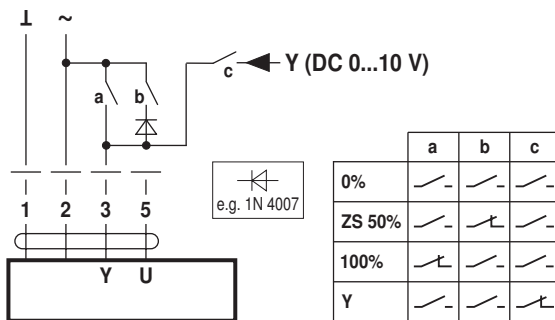 ⊥ ~
c Y (DC 0...10 V)
a b
1 2 3 5
Y U
e.g. 1N 4007
a b c
0%
ZS 50%
100%
Y